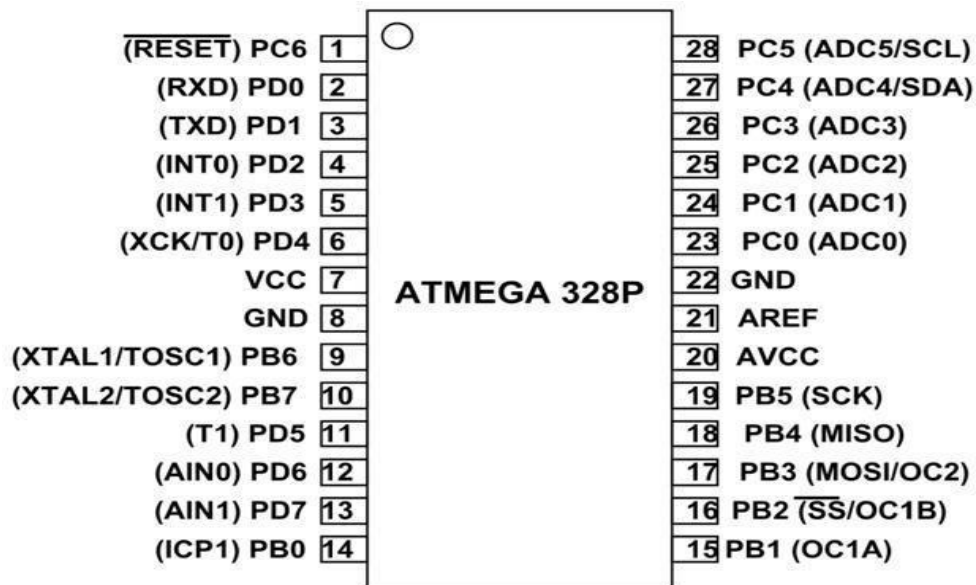 (RESET) PC6 1
(RXD) PD0 2
(TXD) PD1 3
(INT0) PD2 4
(INT1) PD3 5
(XCK/T0) PD4 6
VCC 7
GND 8
(XTAL1/TOSC1) PB6 9
(XTAL2/TOSC2) PB7 10
(T1) PD5 11
(AIN0) PD6 12
(AIN1) PD7 13
(ICP1) PB0 14
ATMEGA 328P
28 PC5 (ADC5/SCL)
27 PC4 (ADC4/SDA)
26 PC3 (ADC3)
25 PC2 (ADC2)
24 PC1 (ADC1)
23 PC0 (ADC0)
22 GND
21 AREF
20 AVCC
19 PB5 (SCK)
18 PB4 (MISO)
17 PB3 (MOSI/OC2)
16 PB2 (SS/OC1B)
15 PB1 (OC1A)